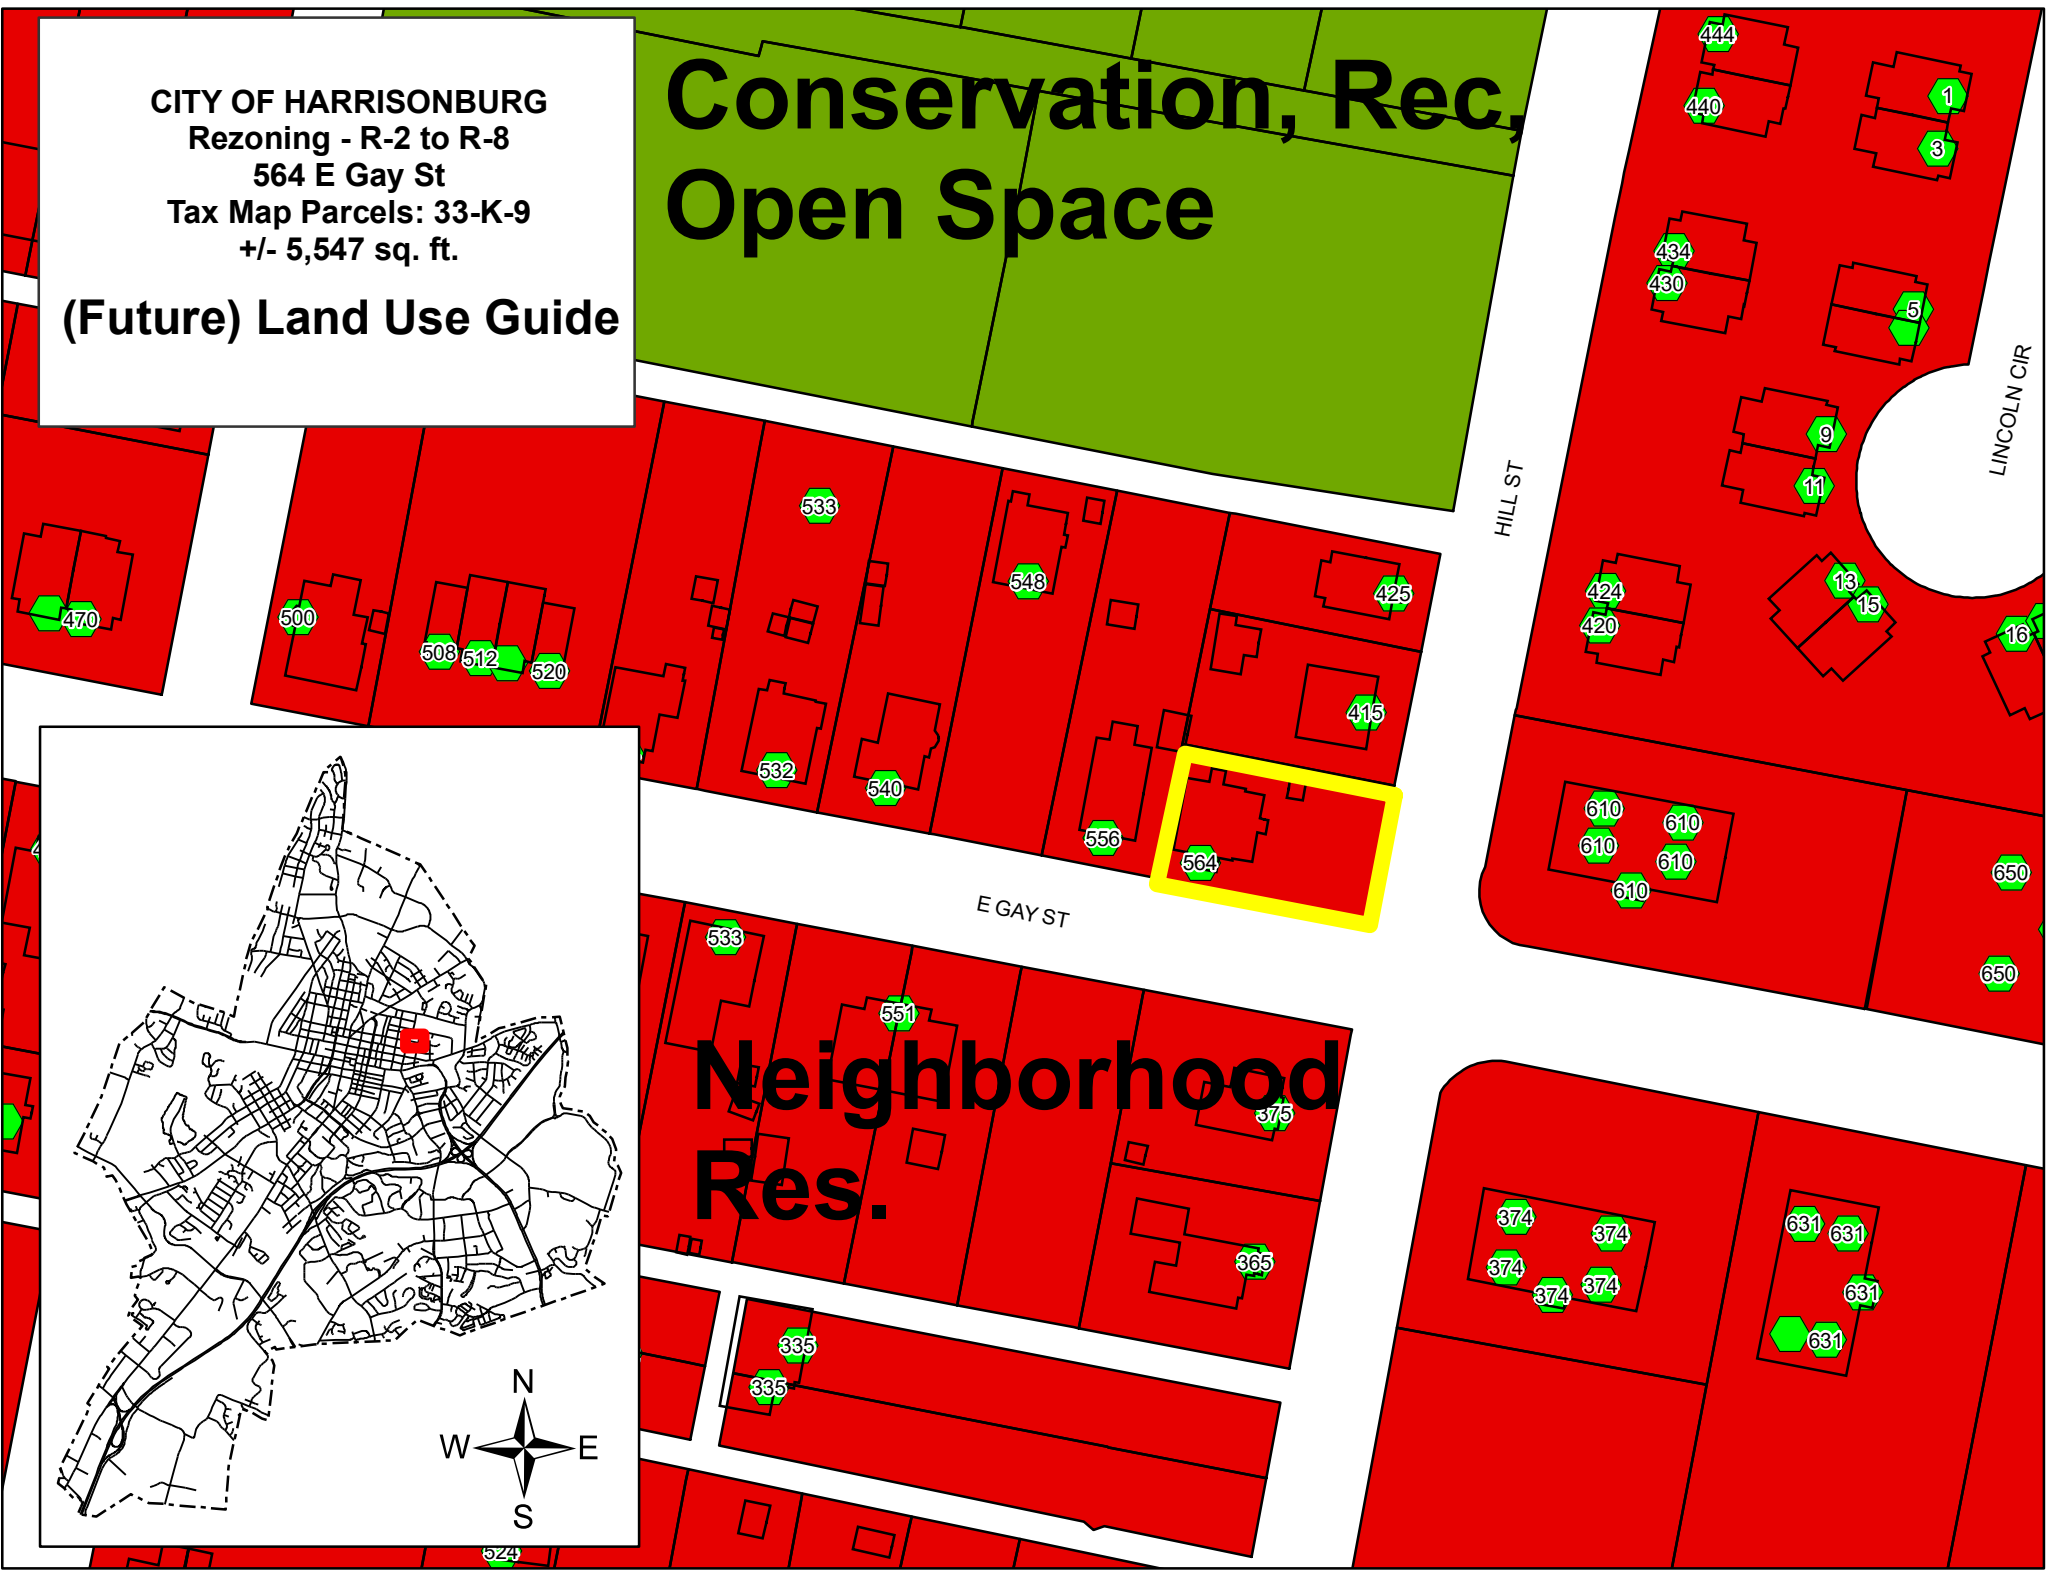 CITY OF HARRISONBURG
Rezoning - R-2 to R-8
564 E Gay St
Tax Map Parcels: 33-K-9
+/- 5,547 sq. ft.
(Future) Land Use Guide
Conservation, Rec,
Open Space
444
440
1
3
434
430
5
LINCOLN CIR
9
11
HILL ST
533
548
425
424
420
13
15
16
470
500
508
512
520
415
532
540
556
564
610
610
610
610
610
650
650
E GAY ST
533
551
Neighborhood
Res.
375
365
374
374
374
374
374
631
631
631
631
335
335
N
W
E
S
524